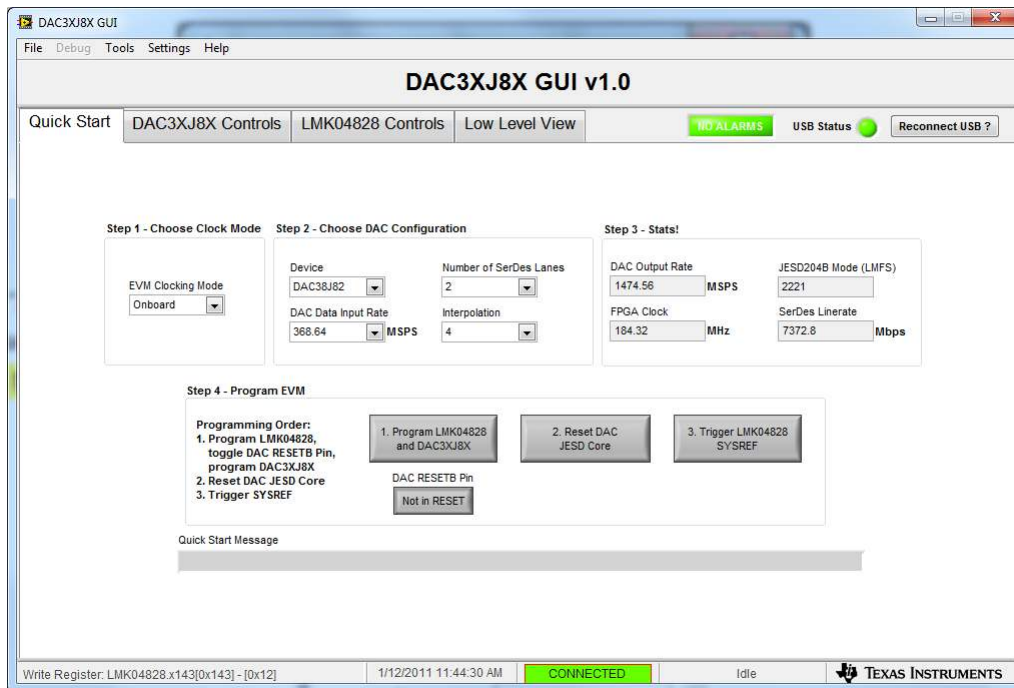 DAC3XJ8X GUI
File Debug Tools Settings Help
DAC3XJ8X GUI v1.0
Quick Start DAC3XJ8X Controls LMK04828 Controls Low Level View NO ALARMS USB Status Reconnect USB ?
Step 1 - Choose Clock Mode Step 2 - Choose DAC Configuration Step 3 - Stats!
EVM Clocking Mode
Onboard
Device Number of SerDes Lanes
DAC38J82 2
DAC Data Input Rate Interpolation
368.64 MSPS 4
DAC Output Rate JESD204B Mode (LMFS)
1474.56 MSPS 2221
FPGA Clock SerDes Linerate
184.32 MHz 7372.8 Mbps
Step 4 - Program EVM
Programming Order:
1. Program LMK04828,
toggle DAC RESETB Pin,
program DAC3XJ8X
2. Reset DAC JESD Core
3. Trigger SYSREF
1. Program LMK04828
and DAC3XJ8X
2. Reset DAC
JESD Core
3. Trigger LMK04828
SYSREF
DAC RESETB Pin
Not in RESET
Quick Start Message
Write Register: LMK04828.x143[0x143] - [0x12] 1/12/2011 11:44:30 AM CONNECTED Idle TEXAS INSTRUMENTS